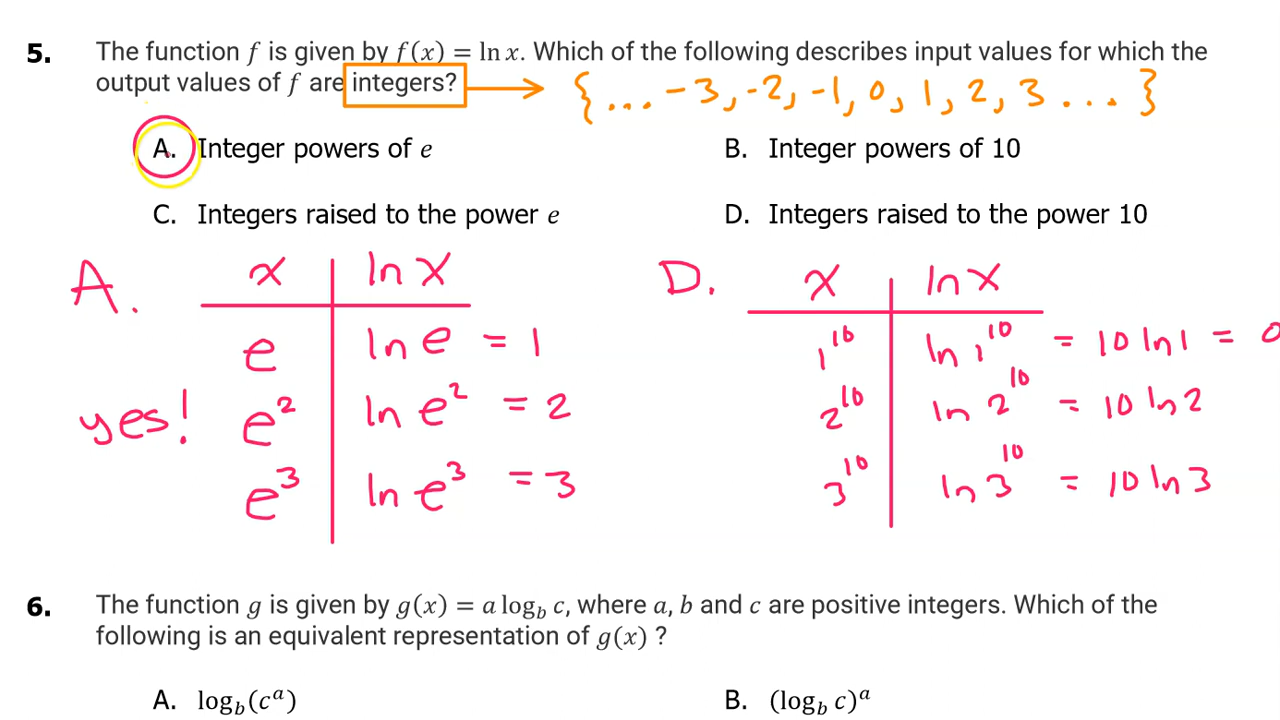 5. The function f is given by f(x) = ln x. Which of the following describes input values for which the
output values of f are integers? → { ... -3, -2, -1, 0, 1, 2, 3 ... }
A. Integer powers of e
B. Integer powers of 10
C. Integers raised to the power e
D. Integers raised to the power 10
A.
x | ln x
e | ln e = 1
yes!
e² | ln e² = 2
e³ | ln e³ = 3
D.
x | ln x
1¹⁰ | ln 1¹⁰ = 10 ln 1 = 0
2¹⁰ | ln 2¹⁰ = 10 ln 2
3¹⁰ | ln 3¹⁰ = 10 ln 3
6. The function g is given by g(x) = a log_b c, where a, b and c are positive integers. Which of the
following is an equivalent representation of g(x) ?
A. log_b(cᵃ)
B. (log_b c)ᵃ